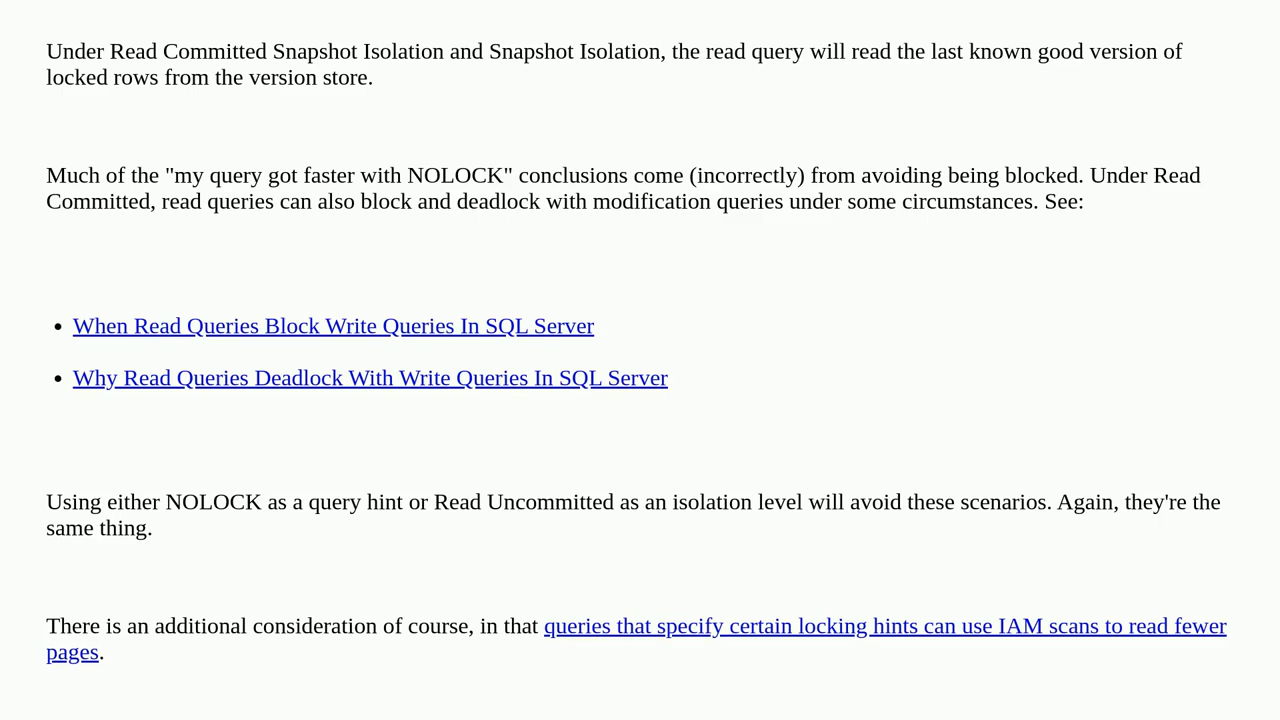 Under Read Committed Snapshot Isolation and Snapshot Isolation, the read query will read the last known good version of
locked rows from the version store.
Much of the "my query got faster with NOLOCK" conclusions come (incorrectly) from avoiding being blocked. Under Read
Committed, read queries can also block and deadlock with modification queries under some circumstances. See:
• When Read Queries Block Write Queries In SQL Server
• Why Read Queries Deadlock With Write Queries In SQL Server
Using either NOLOCK as a query hint or Read Uncommitted as an isolation level will avoid these scenarios. Again, they're the
same thing.
There is an additional consideration of course, in that queries that specify certain locking hints can use IAM scans to read fewer
pages.